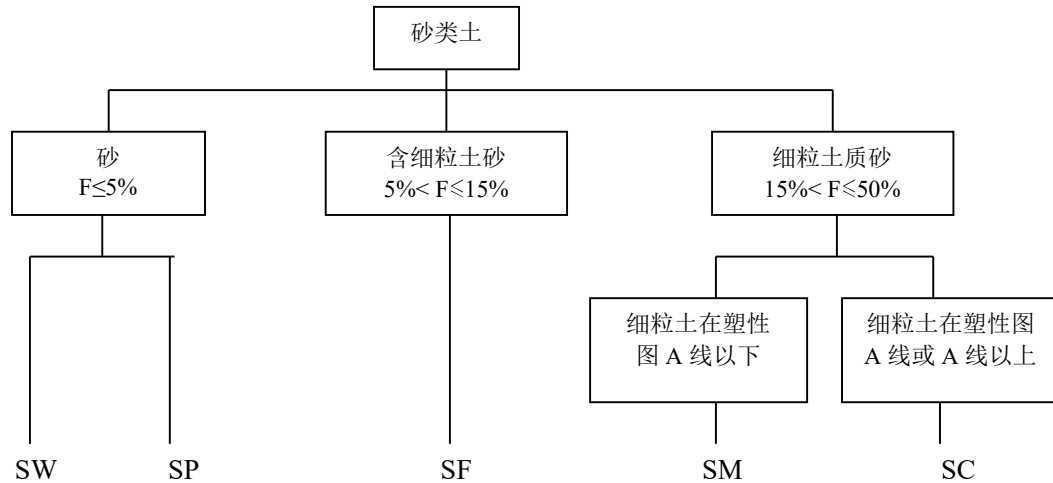 砂类土
砂
F≤5%
含细粒土砂
5%< F≤15%
细粒土质砂
15%< F≤50%
细粒土在塑性
图 A 线以下
细粒土在塑性图
A 线或 A 线以上
SW
SP
SF
SM
SC